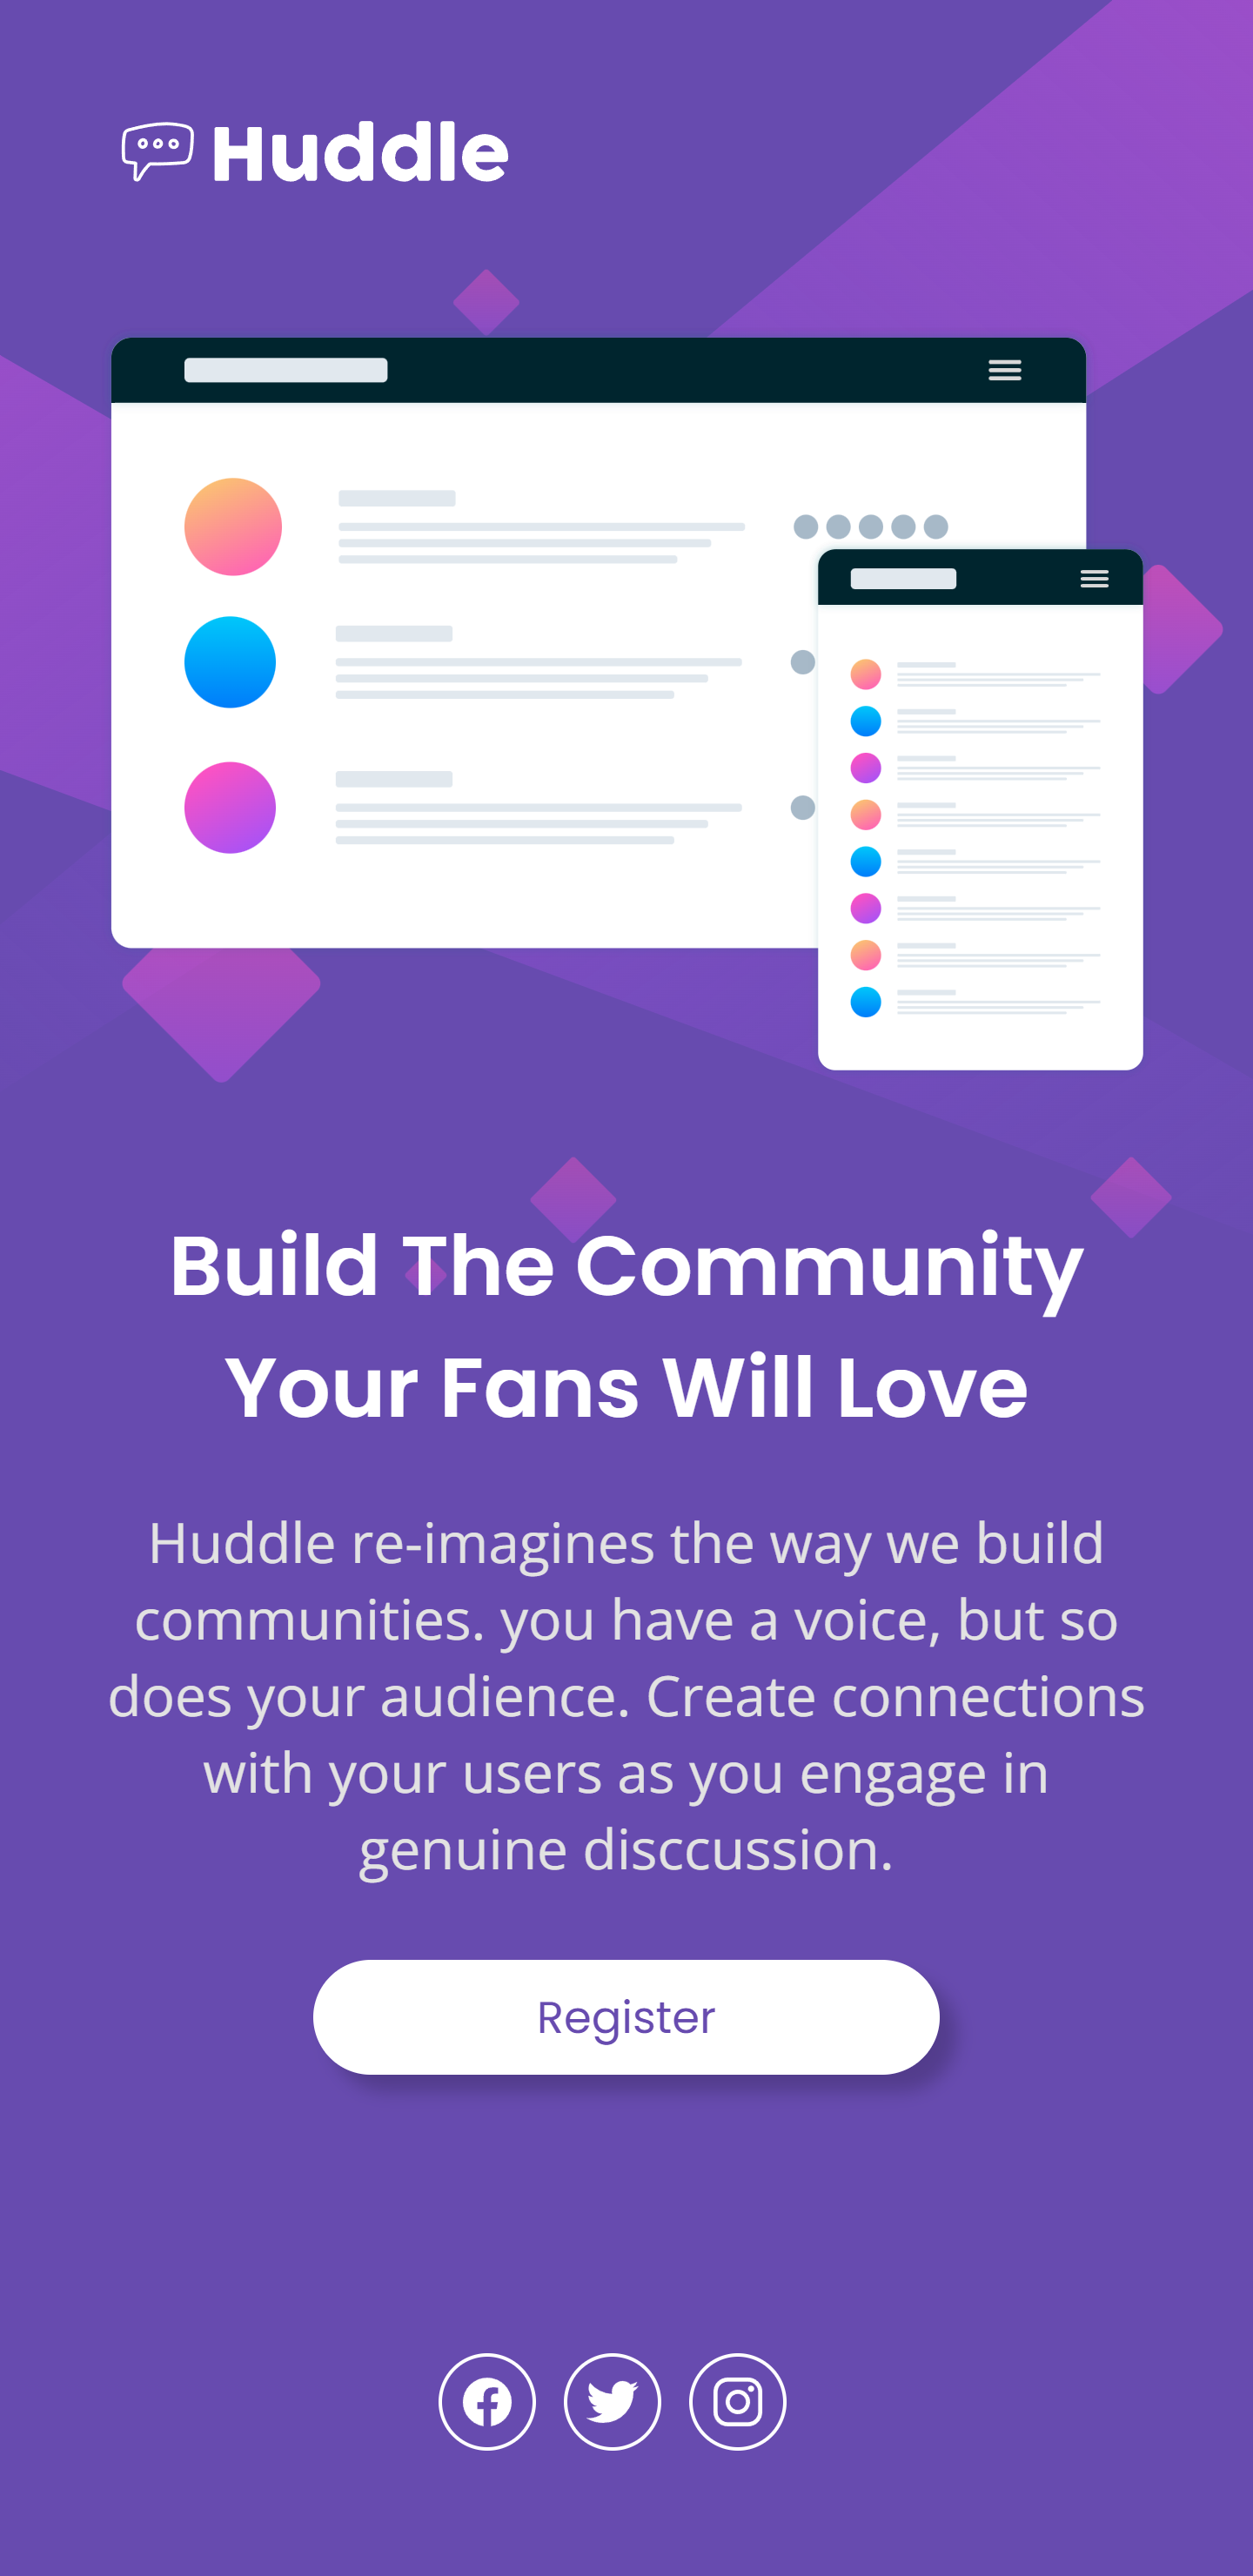 Huddle
Build The Community
Your Fans Will Love
Huddle re-imagines the way we build
communities. you have a voice, but so
does your audience. Create connections
with your users as you engage in
genuine disccussion.
Register